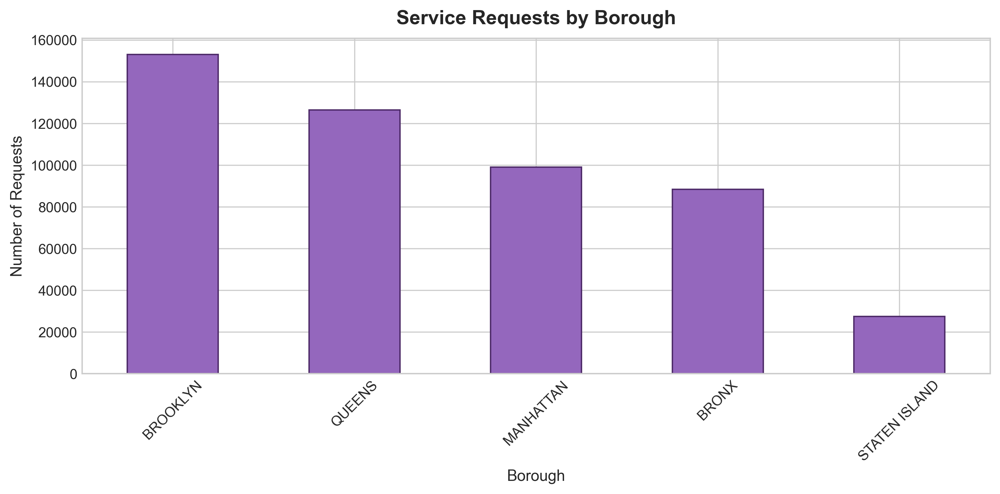 Service Requests by Borough
160000
140000
120000
100000
80000
60000
40000
20000
0
Number of Requests
BROOKLYN
QUEENS
MANHATTAN
BRONX
STATEN ISLAND
Borough